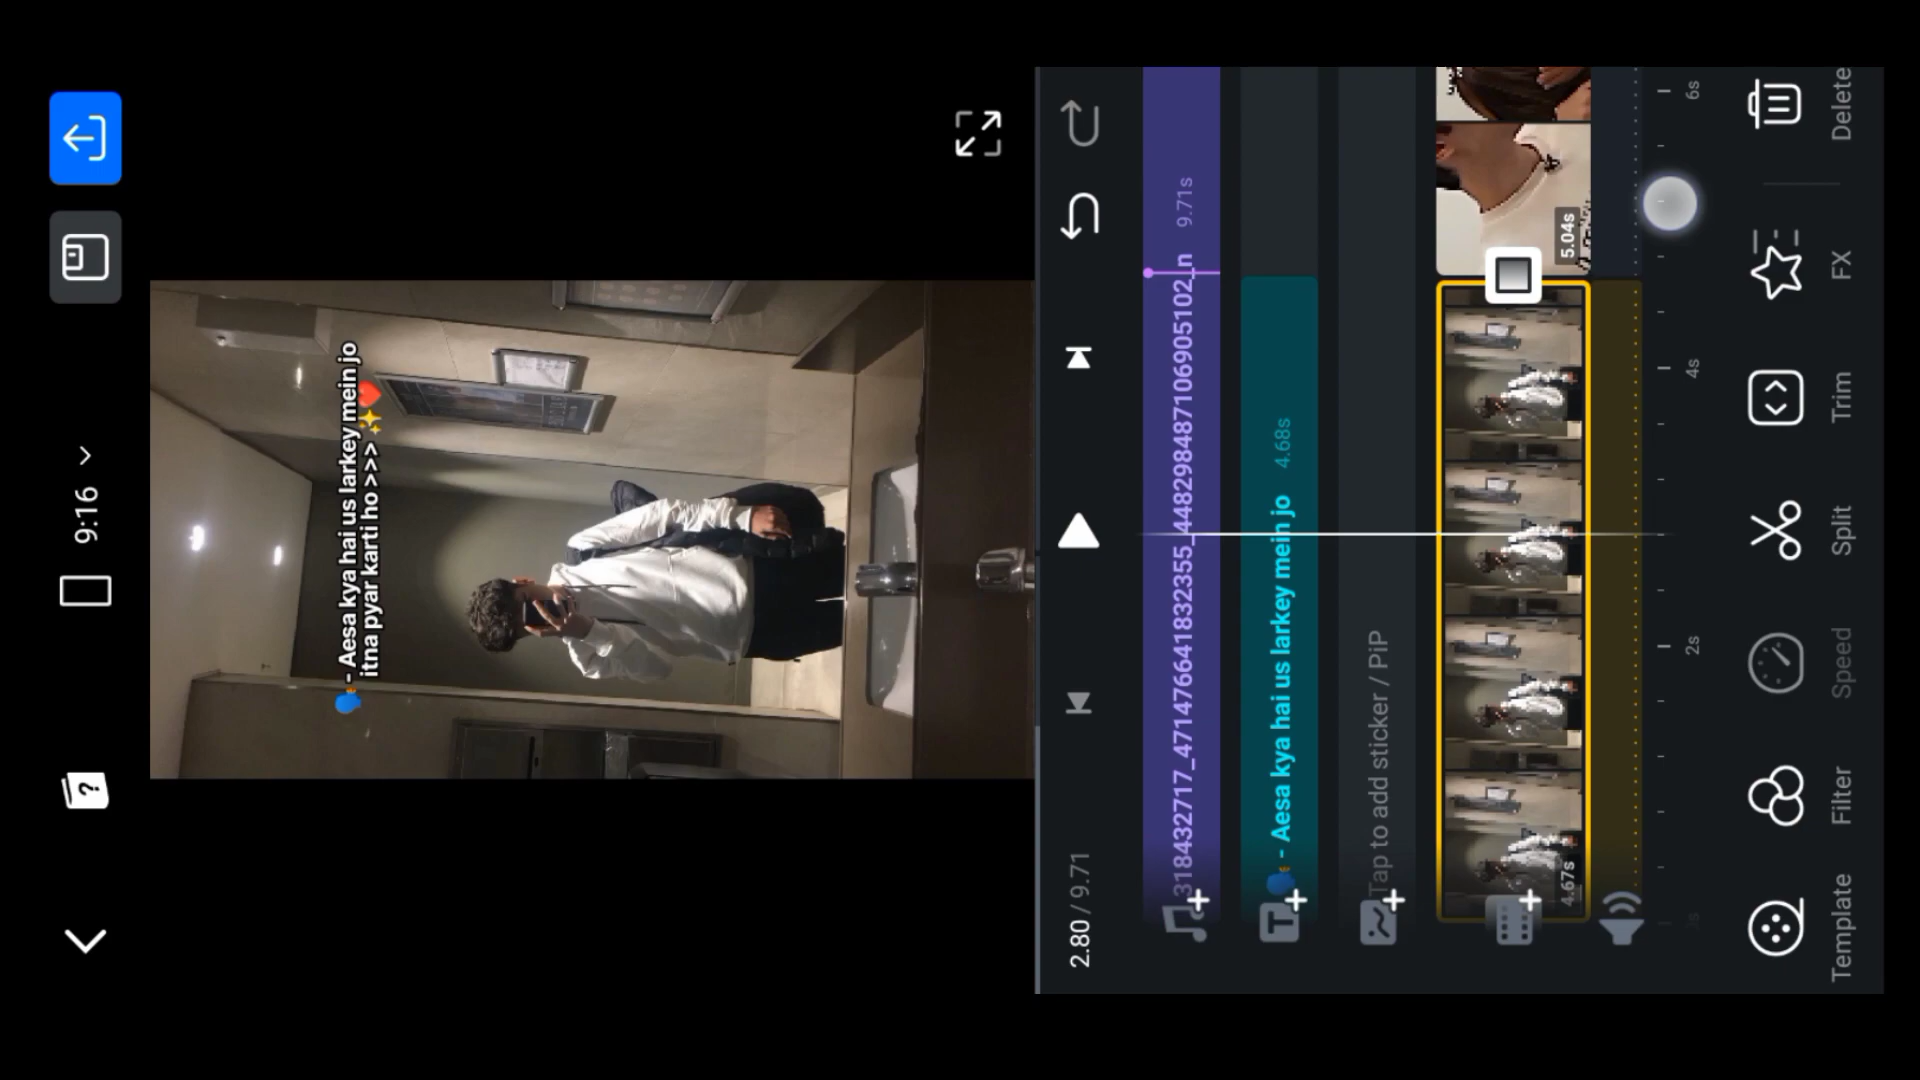 9:16
🗣️ - Aesa kya hai us larkey mein jo
itna pyar karti ho >>> ✨❤️
2.80 / 9.71
318432717_471476641832355_448298487106905102_n 9.71s
🗣️ - Aesa kya hai us larkey mein jo 4.68s
Tap to add sticker / PiP
4.67s
5.04s
2s
4s
6s
Template
Filter
Speed
Split
Trim
FX
Delete